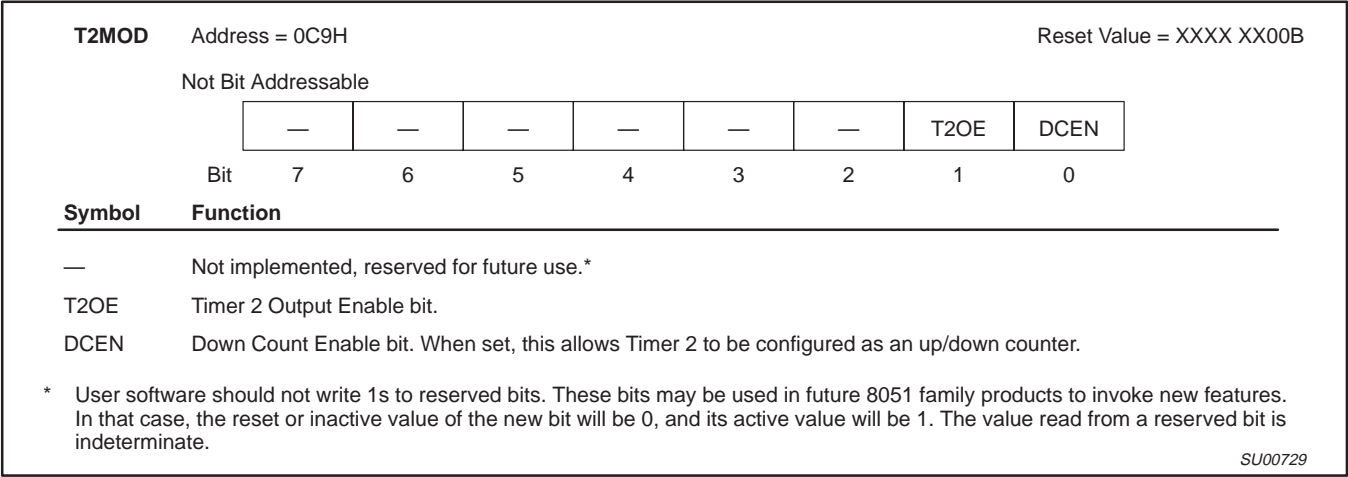 T2MOD Address = 0C9H Reset Value = XXXX XX00B
Not Bit Addressable
— — — — — — T2OE DCEN
Bit 7 6 5 4 3 2 1 0
Symbol Function
— Not implemented, reserved for future use.*
T2OE Timer 2 Output Enable bit.
DCEN Down Count Enable bit. When set, this allows Timer 2 to be configured as an up/down counter.
* User software should not write 1s to reserved bits. These bits may be used in future 8051 family products to invoke new features.
In that case, the reset or inactive value of the new bit will be 0, and its active value will be 1. The value read from a reserved bit is
indeterminate.
SU00729